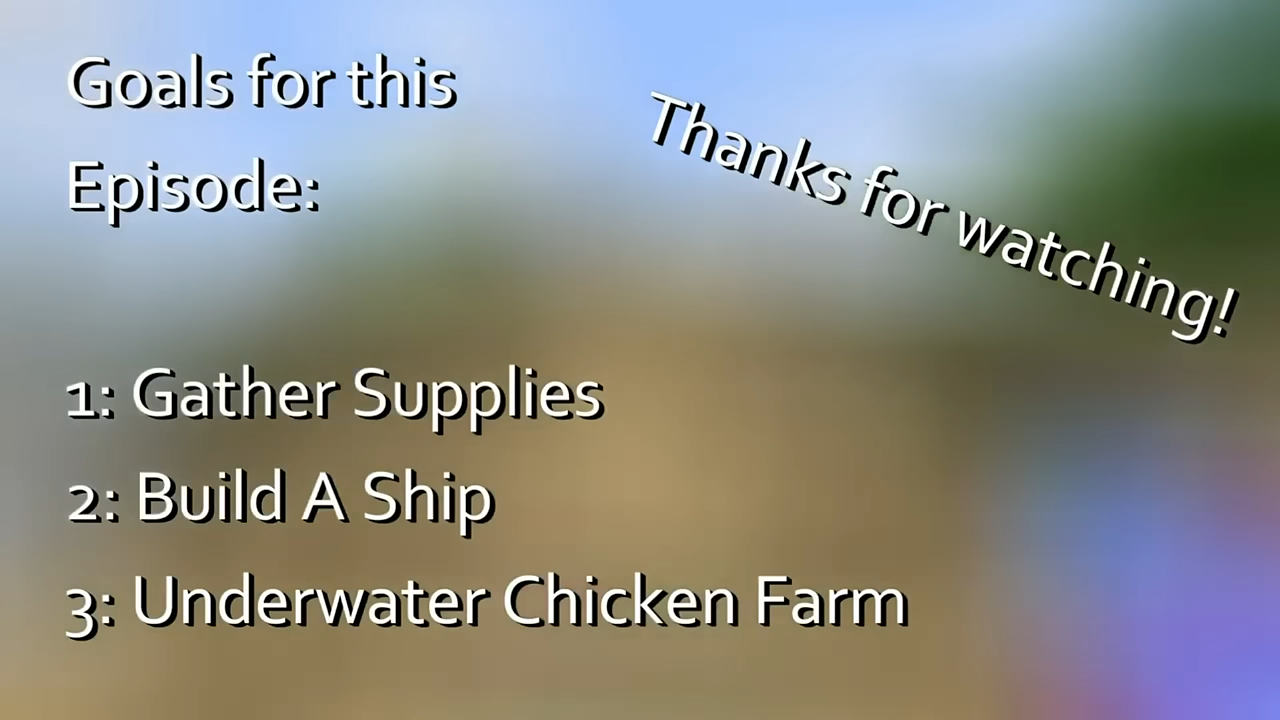 Goals for this
Episode:
Thanks for watching!
1: Gather Supplies
2: Build A Ship
3: Underwater Chicken Farm